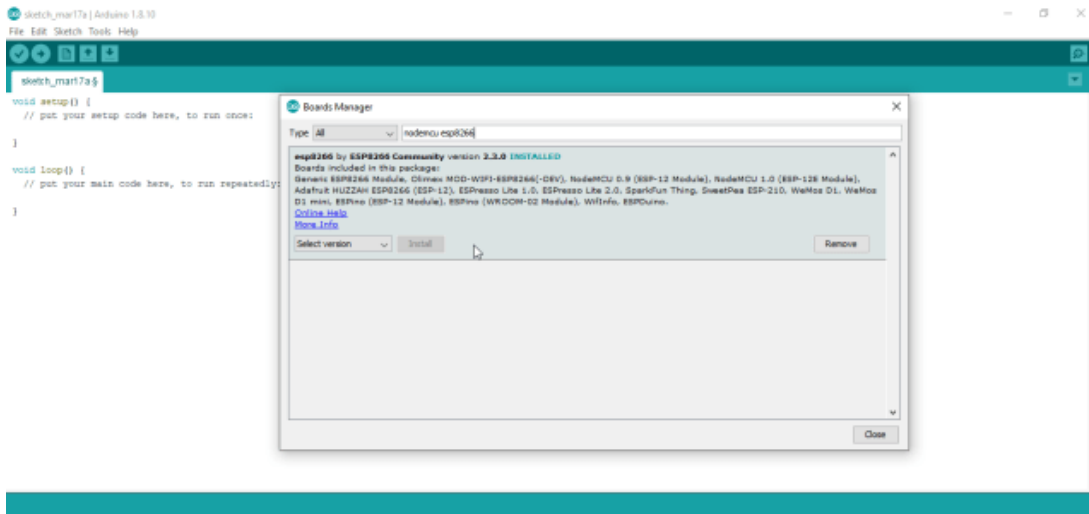 sketch_mar17a | Arduino 1.8.10
File Edit Sketch Tools Help
sketch_mar17a §
void setup() {
// put your setup code here, to run once:
}
void loop() {
// put your main code here, to run repeatedly:
}
Boards Manager
Type All nodemcu esp8266
esp8266 by ESP8266 Community version 2.3.0 INSTALLED
Boards included in this package:
Generic ESP8266 Module, Olimex MOD-WIFI-ESP8266(-DEV), NodeMCU 0.9 (ESP-12 Module), NodeMCU 1.0 (ESP-12E Module),
Adafruit HUZZAH ESP8266 (ESP-12), ESPresso Lite 1.0, ESPresso Lite 2.0, SparkFun Thing, SweetPea ESP-210, WeMos D1, WeMos
D1 mini, ESPino (ESP-12 Module), ESPino (WROOM-02 Module), WifInfo, ESPDuino.
Online Help
More Info
Select version Install Remove
Close